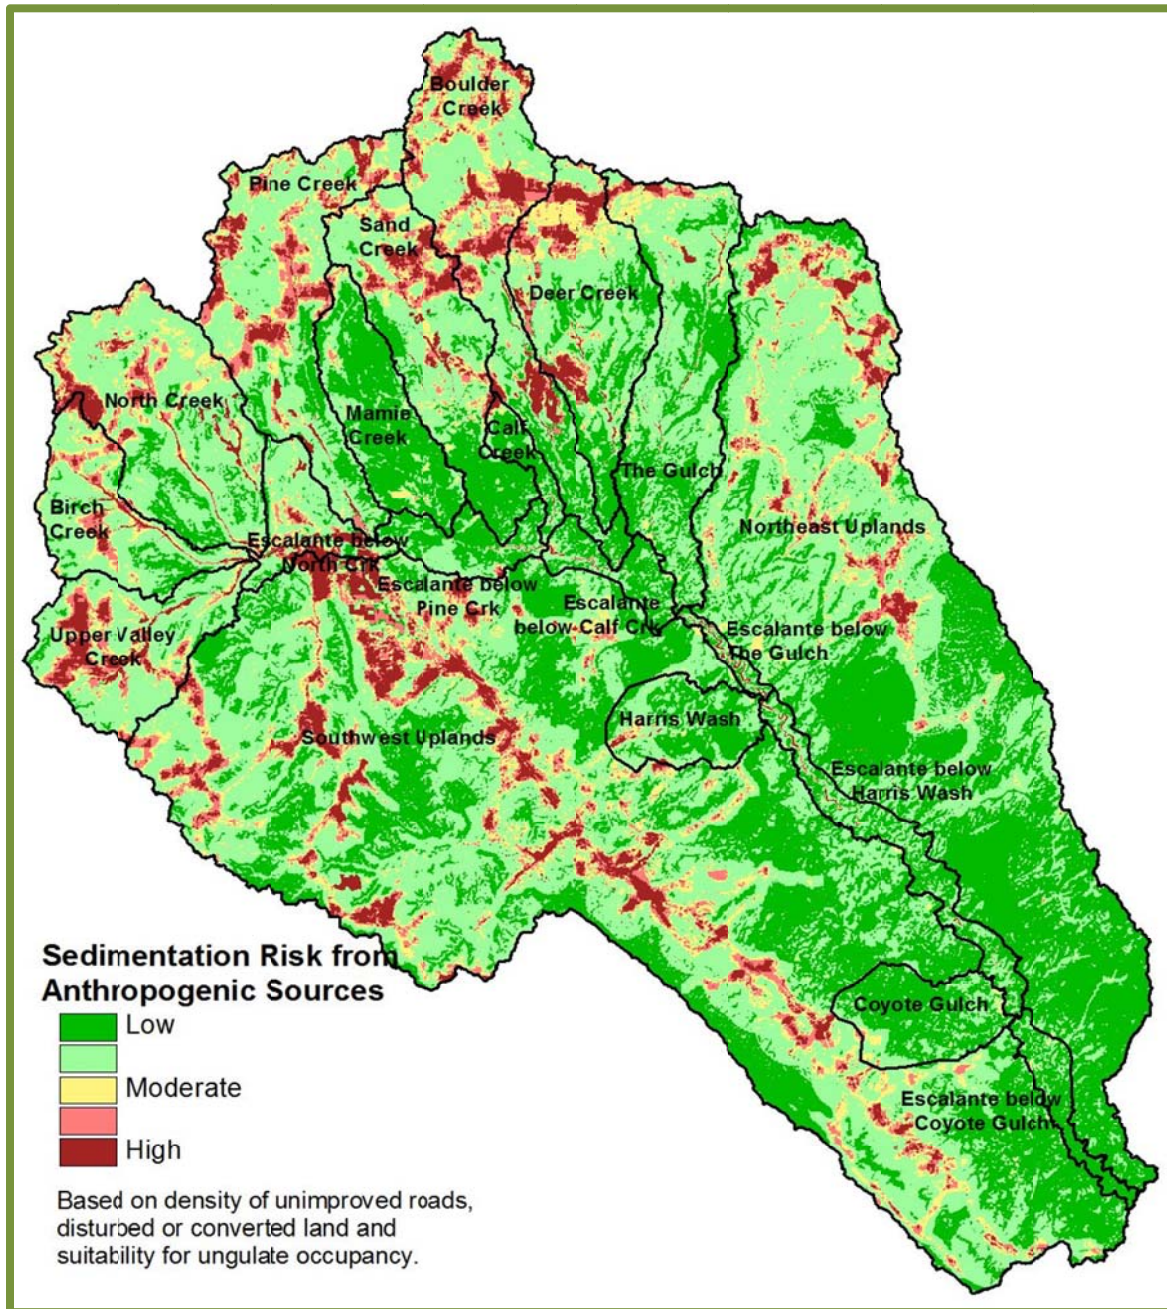 Boulder
Creek
Pine Creek
Sand
Creek
Deer Creek
North Creek
Mamie
Creek
Calf
Creek
The Gulch
Birch
Creek
Northeast Uplands
Escalante below
North Crk
Escalante below
Pine Crk
Escalante
below Calf Crk
Upper Valley
Creek
Escalante below
The Gulch
Harris Wash
Southwest Uplands
Escalante below
Harris Wash
Coyote Gulch
Escalante below
Coyote Gulch
Sedimentation Risk from
Anthropogenic Sources
Low
Moderate
High
Based on density of unimproved roads,
disturbed or converted land and
suitability for ungulate occupancy.